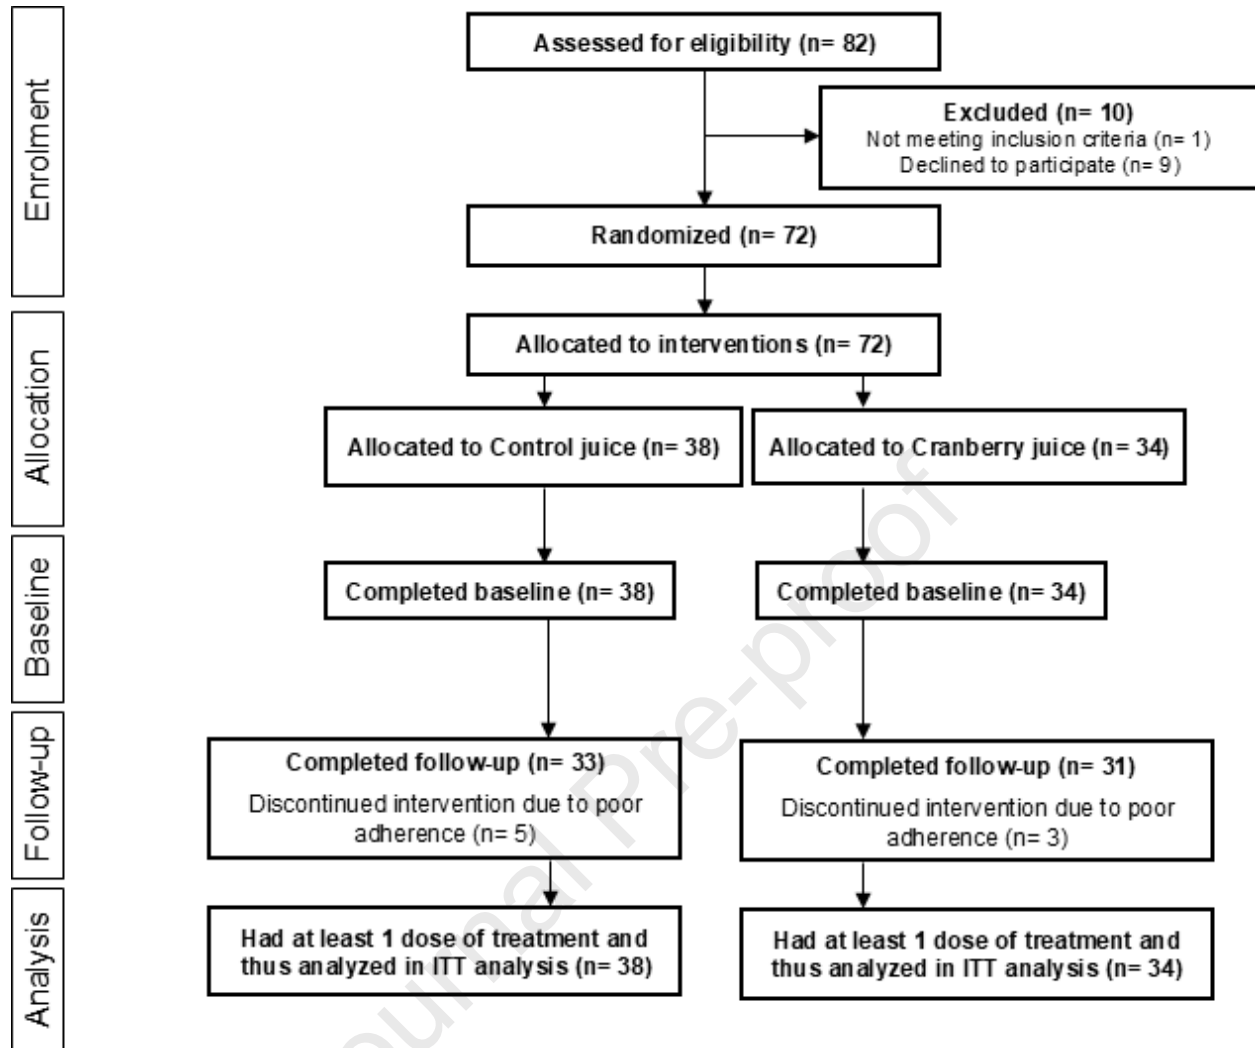 Enrolment
Assessed for eligibility (n= 82)
Excluded (n= 10)
Not meeting inclusion criteria (n= 1)
Declined to participate (n= 9)
Randomized (n= 72)
Allocation
Allocated to interventions (n= 72)
Allocated to Control juice (n= 38)
Allocated to Cranberry juice (n= 34)
Baseline
Completed baseline (n= 38)
Completed baseline (n= 34)
Follow-up
Completed follow-up (n= 33)
Discontinued intervention due to poor
adherence (n= 5)
Completed follow-up (n= 31)
Discontinued intervention due to poor
adherence (n= 3)
Analysis
Had at least 1 dose of treatment and
thus analyzed in ITT analysis (n= 38)
Had at least 1 dose of treatment and
thus analyzed in ITT analysis (n= 34)
ournal Pre-proof